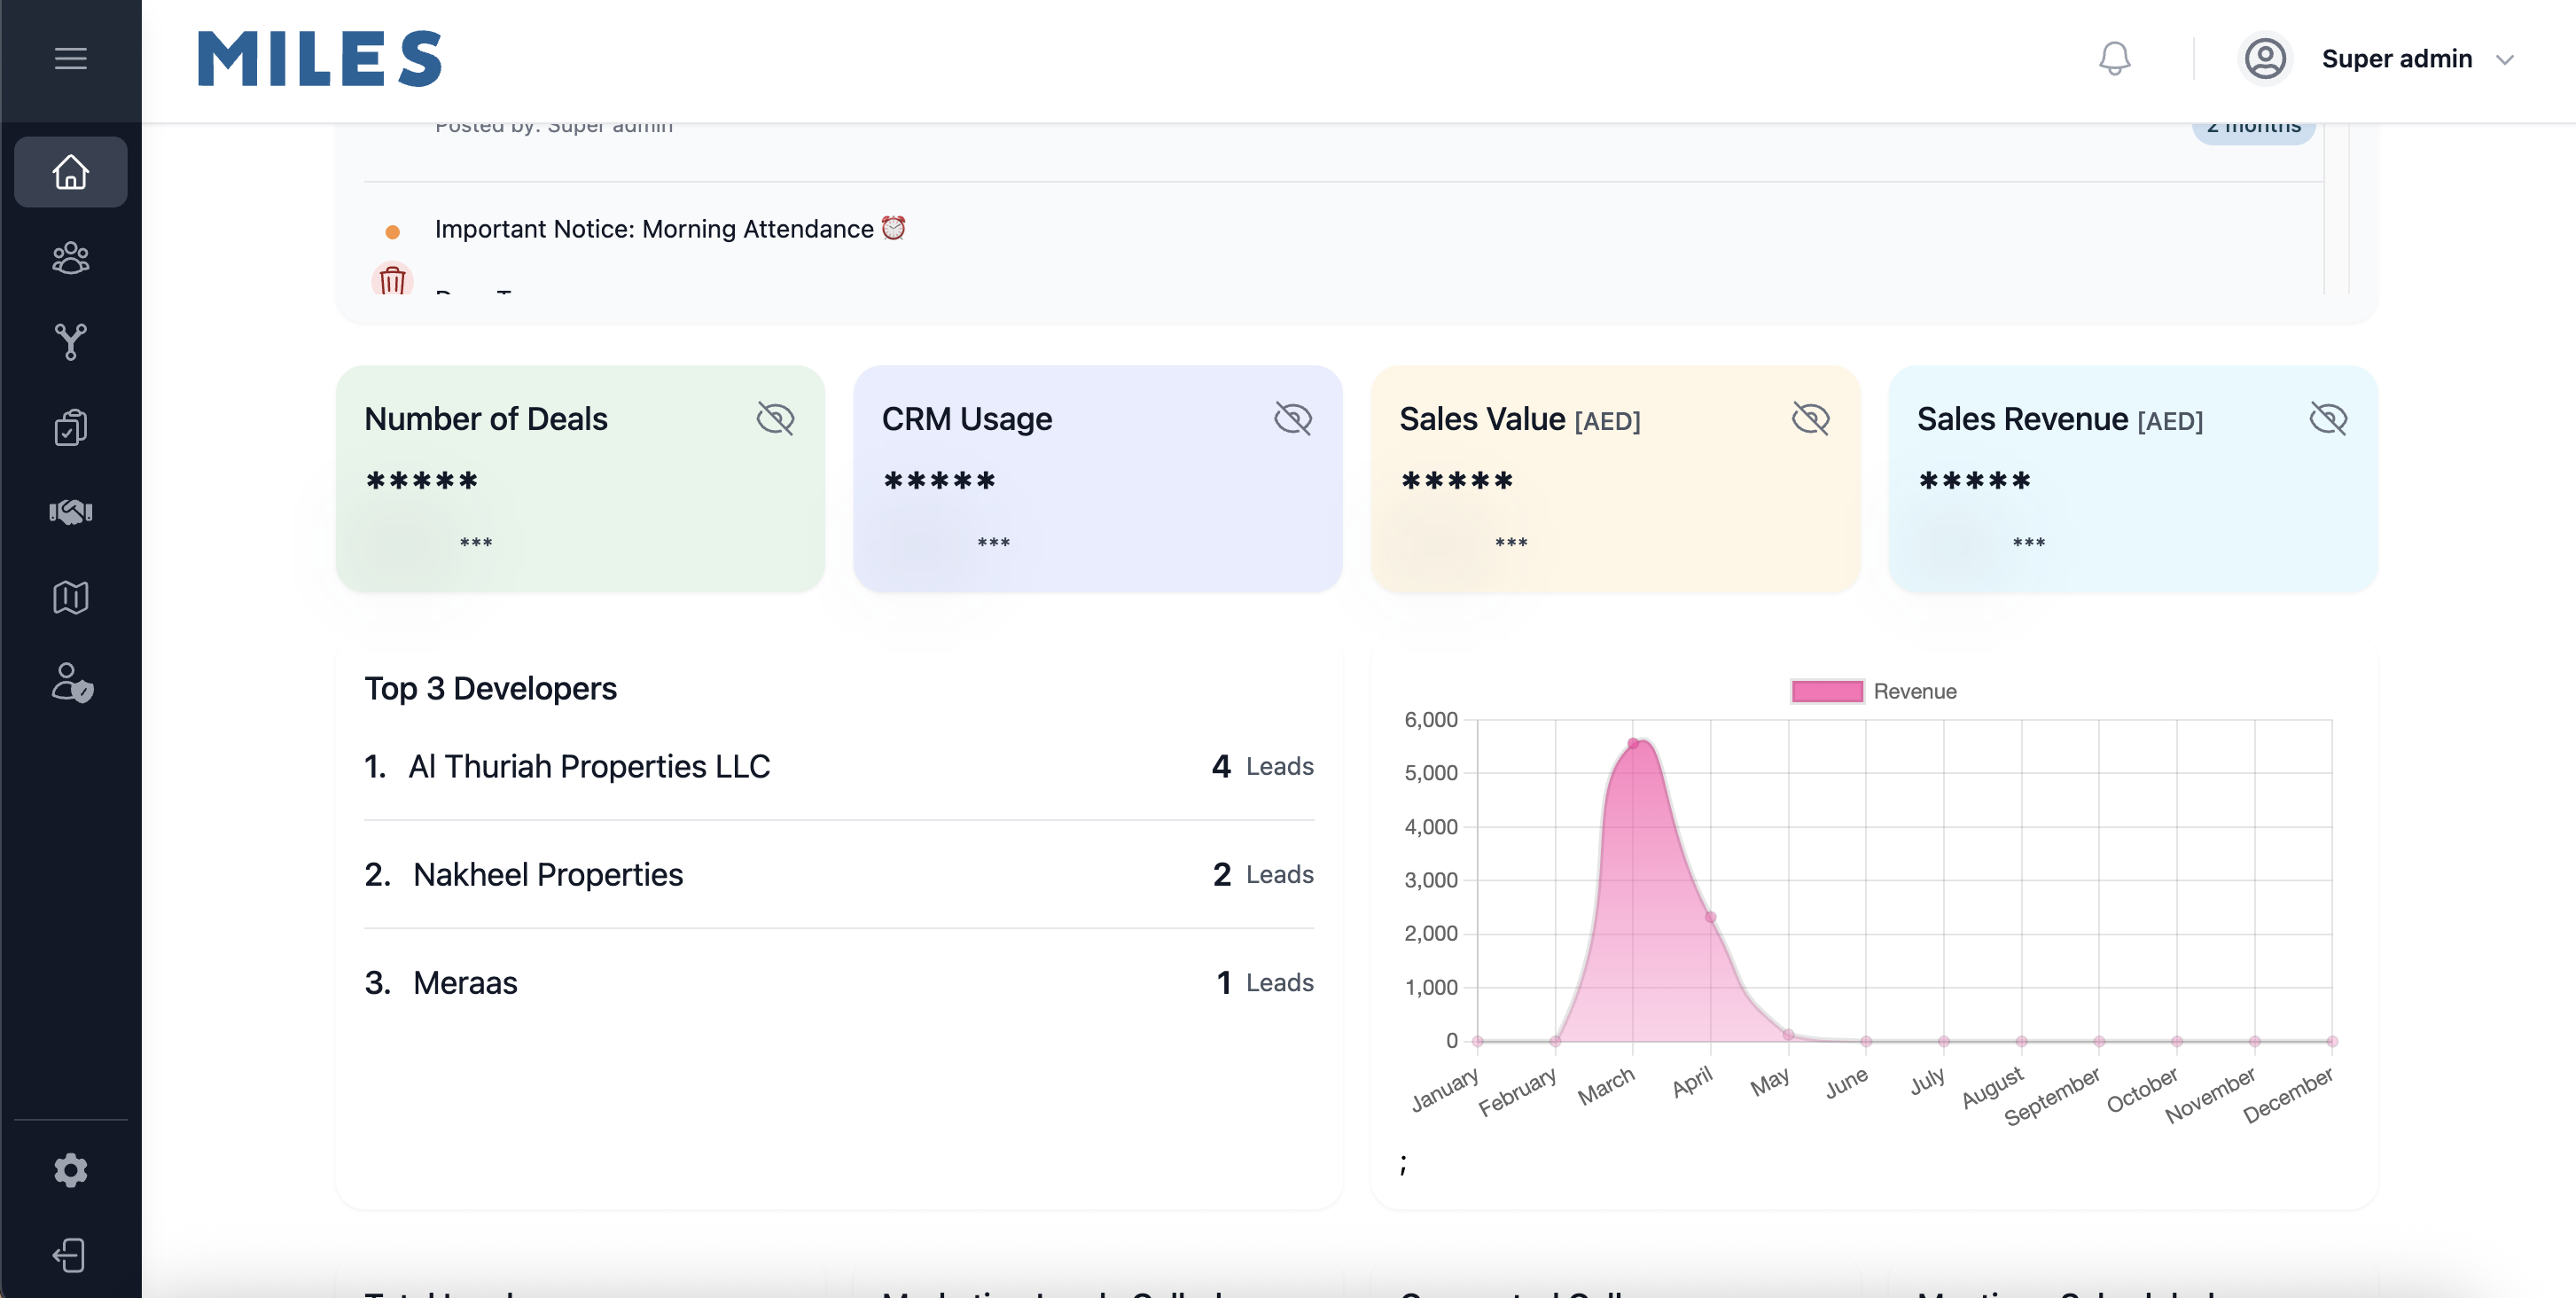 MILES
Super admin
Posted by: Super admin
2 months
Important Notice: Morning Attendance ⏰
Number of Deals
*****
***
CRM Usage
*****
***
Sales Value [AED]
*****
***
Sales Revenue [AED]
*****
***
Top 3 Developers
1. Al Thuriah Properties LLC 4 Leads
2. Nakheel Properties 2 Leads
3. Meraas 1 Leads
Revenue
6,000
5,000
4,000
3,000
2,000
1,000
0
January
February
March
April
May
June
July
August
September
October
November
December
;